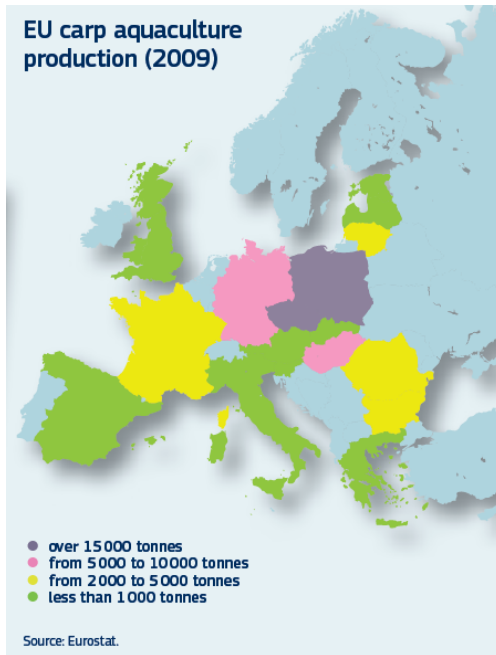 EU carp aquaculture
production (2009)
over 15 000 tonnes
from 5 000 to 10 000 tonnes
from 2 000 to 5 000 tonnes
less than 1 000 tonnes
Source: Eurostat.